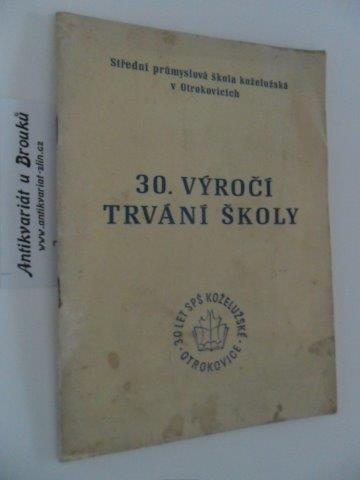 Střední průmyslová škola koželužská
v Otrokovicích
30. VÝROČÍ
TRVÁNÍ ŠKOLY
30 LET SPŠ KOŽELUŽSKÉ
OTROKOVICE
Antikvariát u Brouků
www.antikvariat-zlin.cz